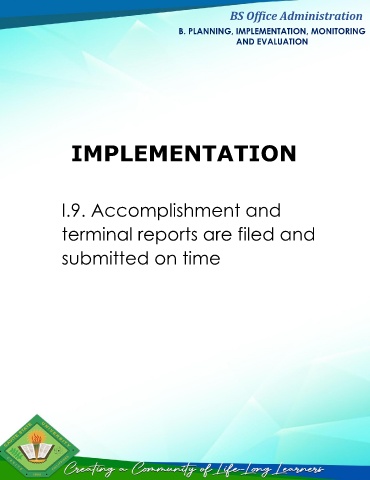 BS Office Administration
B. PLANNING, IMPLEMENTATION, MONITORING
AND EVALUATION
IMPLEMENTATION
I.9. Accomplishment and
terminal reports are filed and
submitted on time
Creating a Community of Life-Long Learners